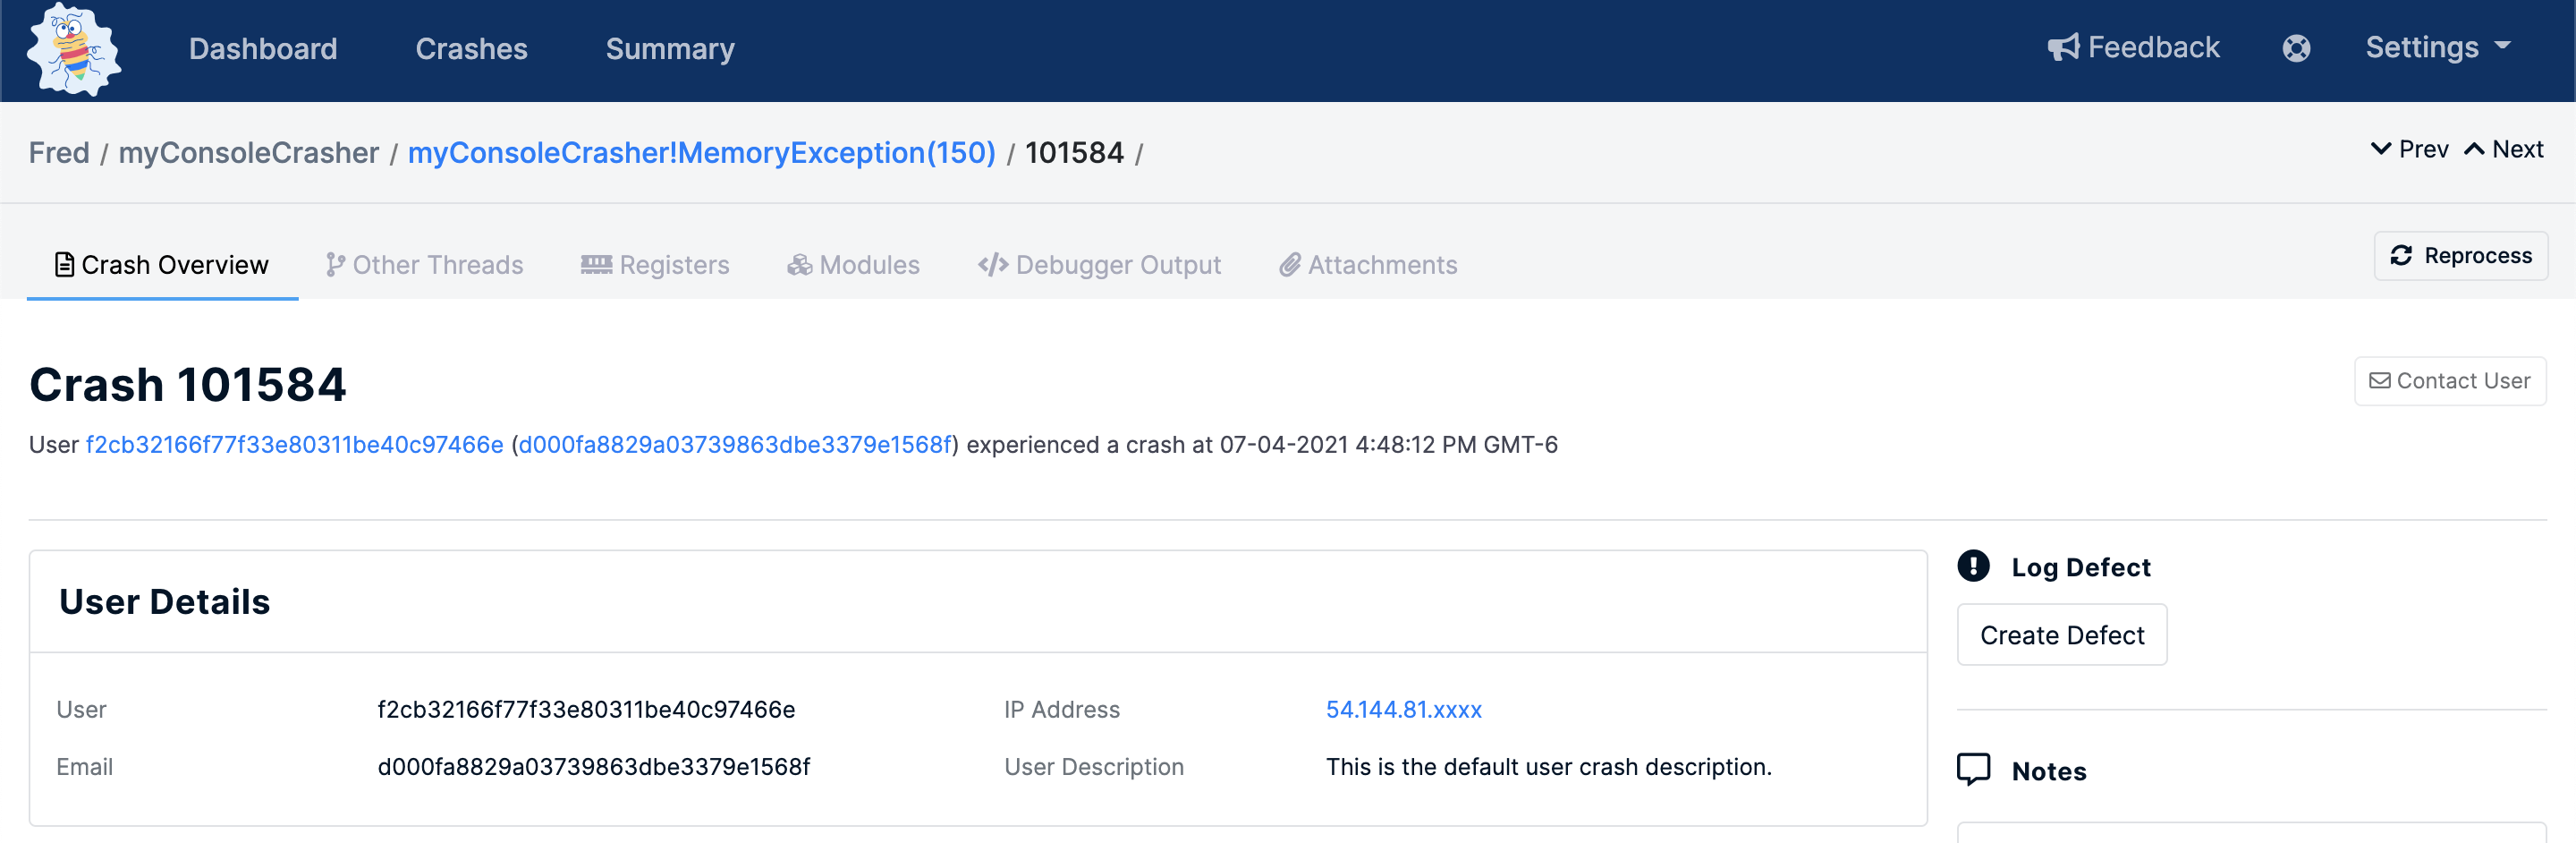 Dashboard Crashes Summary Feedback Settings
Fred / myConsoleCrasher / myConsoleCrasher!MemoryException(150) / 101584 / Prev Next
Crash Overview Other Threads Registers Modules Debugger Output Attachments Reprocess
Crash 101584
Contact User
User f2cb32166f77f33e80311be40c97466e (d000fa8829a03739863dbe3379e1568f) experienced a crash at 07-04-2021 4:48:12 PM GMT-6
User Details
User f2cb32166f77f33e80311be40c97466e IP Address 54.144.81.xxxx
Email d000fa8829a03739863dbe3379e1568f User Description This is the default user crash description.
Log Defect
Create Defect
Notes